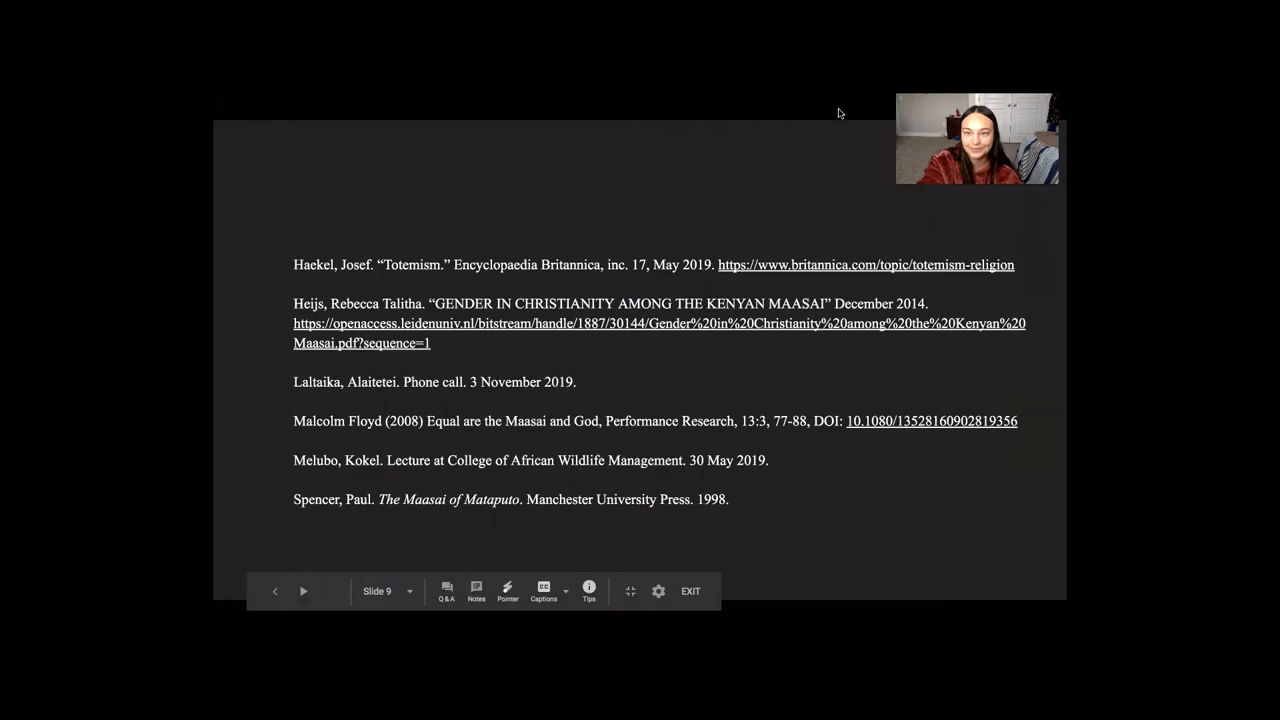 Haekel, Josef. “Totemism.” Encyclopaedia Britannica, inc. 17, May 2019. https://www.britannica.com/topic/totemism-religion
Heijs, Rebecca Talitha. “GENDER IN CHRISTIANITY AMONG THE KENYAN MAASAI” December 2014.
https://openaccess.leidenuniv.nl/bitstream/handle/1887/30144/Gender%20in%20Christianity%20among%20the%20Kenyan%20
Maasai.pdf?sequence=1
Laltaika, Alaitetei. Phone call. 3 November 2019.
Malcolm Floyd (2008) Equal are the Maasai and God, Performance Research, 13:3, 77-88, DOI: 10.1080/13528160902819356
Melubo, Kokel. Lecture at College of African Wildlife Management. 30 May 2019.
Spencer, Paul. The Maasai of Mataputo. Manchester University Press. 1998.
Slide 9
Q & A
Notes
Pointer
CC
Captions
Tips
EXIT